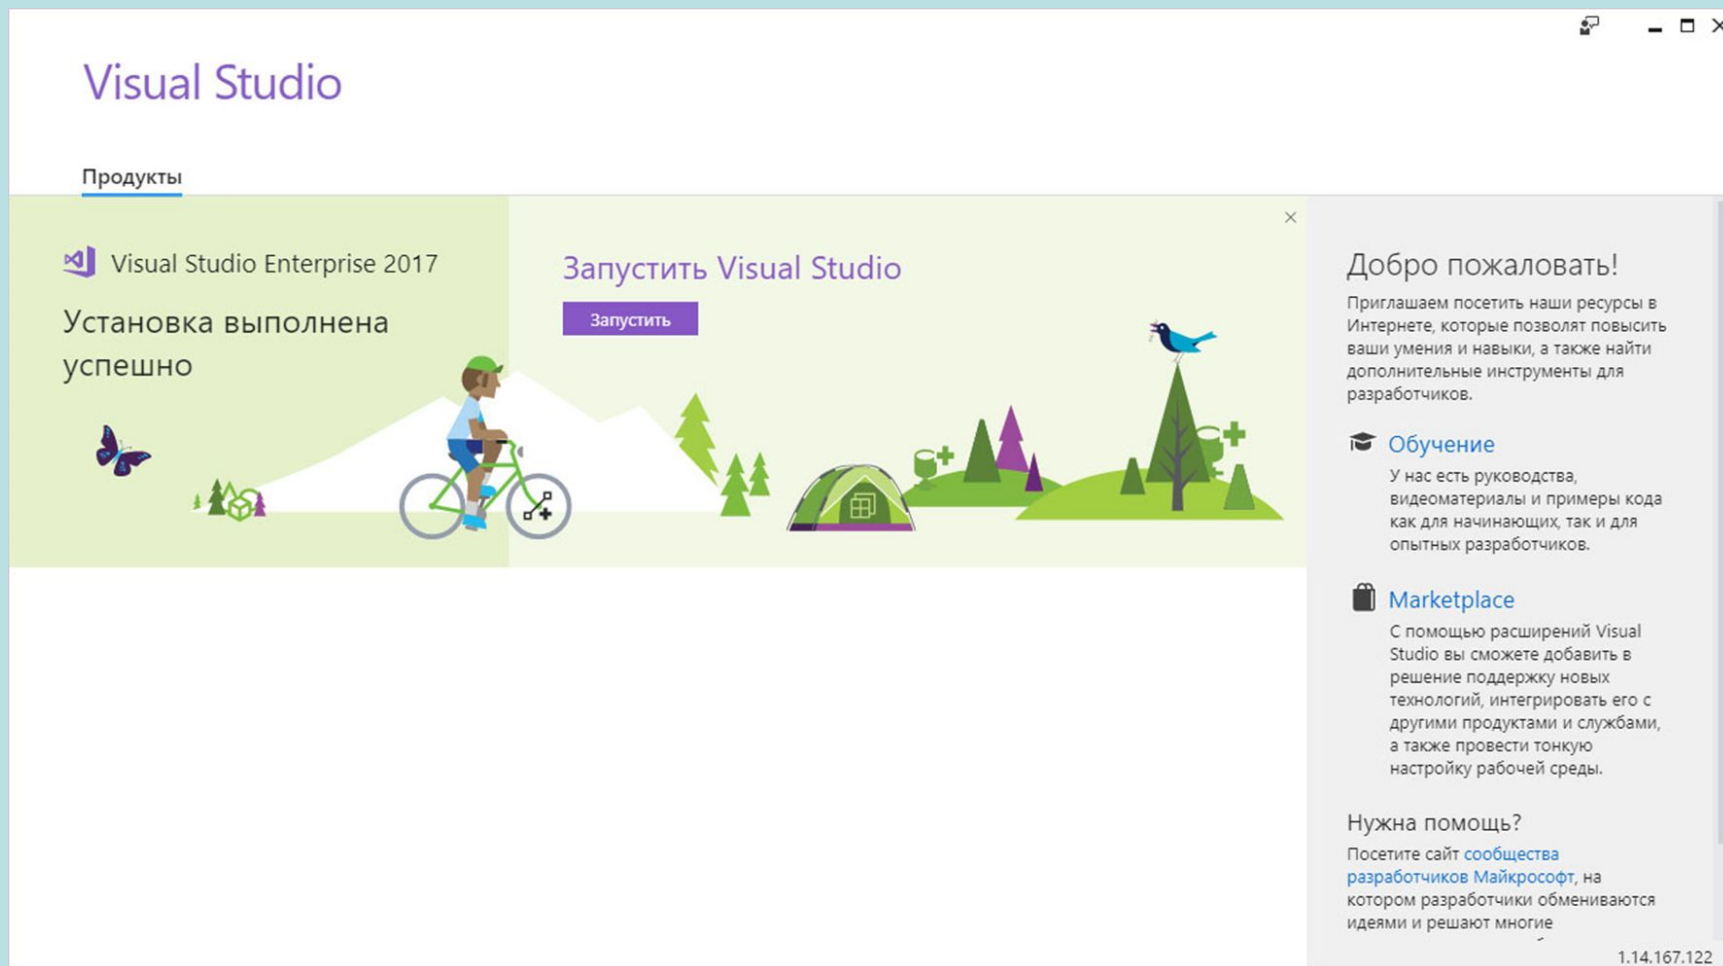 Visual Studio
Продукты
Visual Studio Enterprise 2017
Установка выполнена
успешно
Запустить Visual Studio
Запустить
Добро пожаловать!
Приглашаем посетить наши ресурсы в
Интернете, которые позволят повысить
ваши умения и навыки, а также найти
дополнительные инструменты для
разработчиков.
Обучение
У нас есть руководства,
видеоматериалы и примеры кода
как для начинающих, так и для
опытных разработчиков.
Marketplace
С помощью расширений Visual
Studio вы сможете добавить в
решение поддержку новых
технологий, интегрировать его с
другими продуктами и службами,
а также провести тонкую
настройку рабочей среды.
Нужна помощь?
Посетите сайт сообщества
разработчиков Майкрософт, на
котором разработчики обмениваются
идеями и решают многие
1.14.167.122